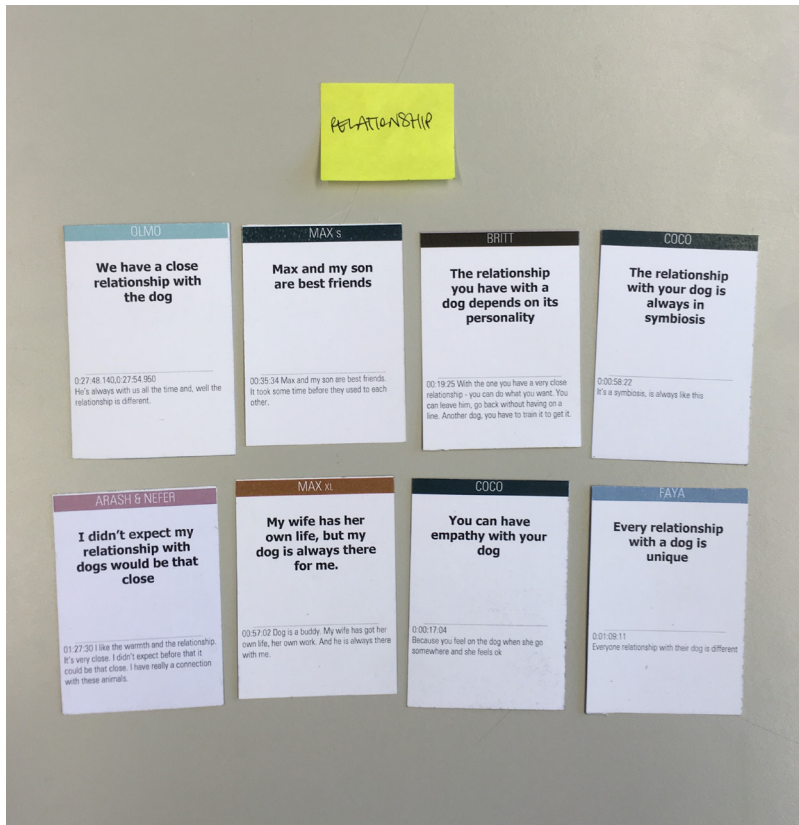 RELATIONSHIP
OLMO
We have a close
relationship with
the dog
0:27:48.140,0:27:54.950
He's always with us all the time and, well the
relationship is different.
MAX S
Max and my son
are best friends
00:35:34 Max and my son are best friends.
It took some time before they used to each
other.
BRITT
The relationship
you have with a
dog depends on its
personality
00:19:25 With the one you have a very close
relationship - you can do what you want. You
can leave him, go back without having on a
line. Another dog, you have to train it to get it.
COCO
The relationship
with your dog is
always in
symbiosis
0:00:58:22
It's a symbiosis, is always like this
ARASH & NEFER
I didn't expect my
relationship with
dogs would be that
close
01:27:30 I like the warmth and the relationship.
It's very close. I didn't expect before that it
could be that close. I have really a connection
with these animals.
MAX XL
My wife has her
own life, but my
dog is always there
for me.
00:57:02 Dog is a buddy. My wife has got her
own life, her own work. And he is always there
with me.
COCO
You can have
empathy with your
dog
0:00:17:04
Because you feel on the dog when she go
somewhere and she feels ok
FAYA
Every relationship
with a dog is
unique
0:01:09:11
Everyone relationship with their dog is different